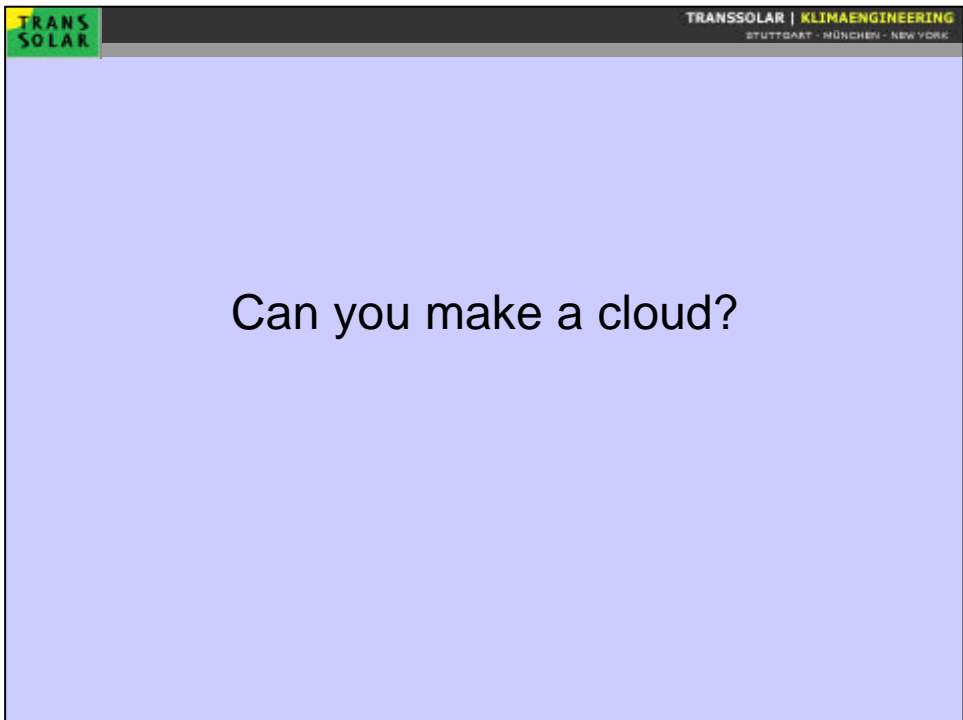 TRANS
SOLAR
TRANSSOLAR | KLIMAENGINEERING
STUTTGART - MÜNCHEN - NEW YORK
Can you make a cloud?